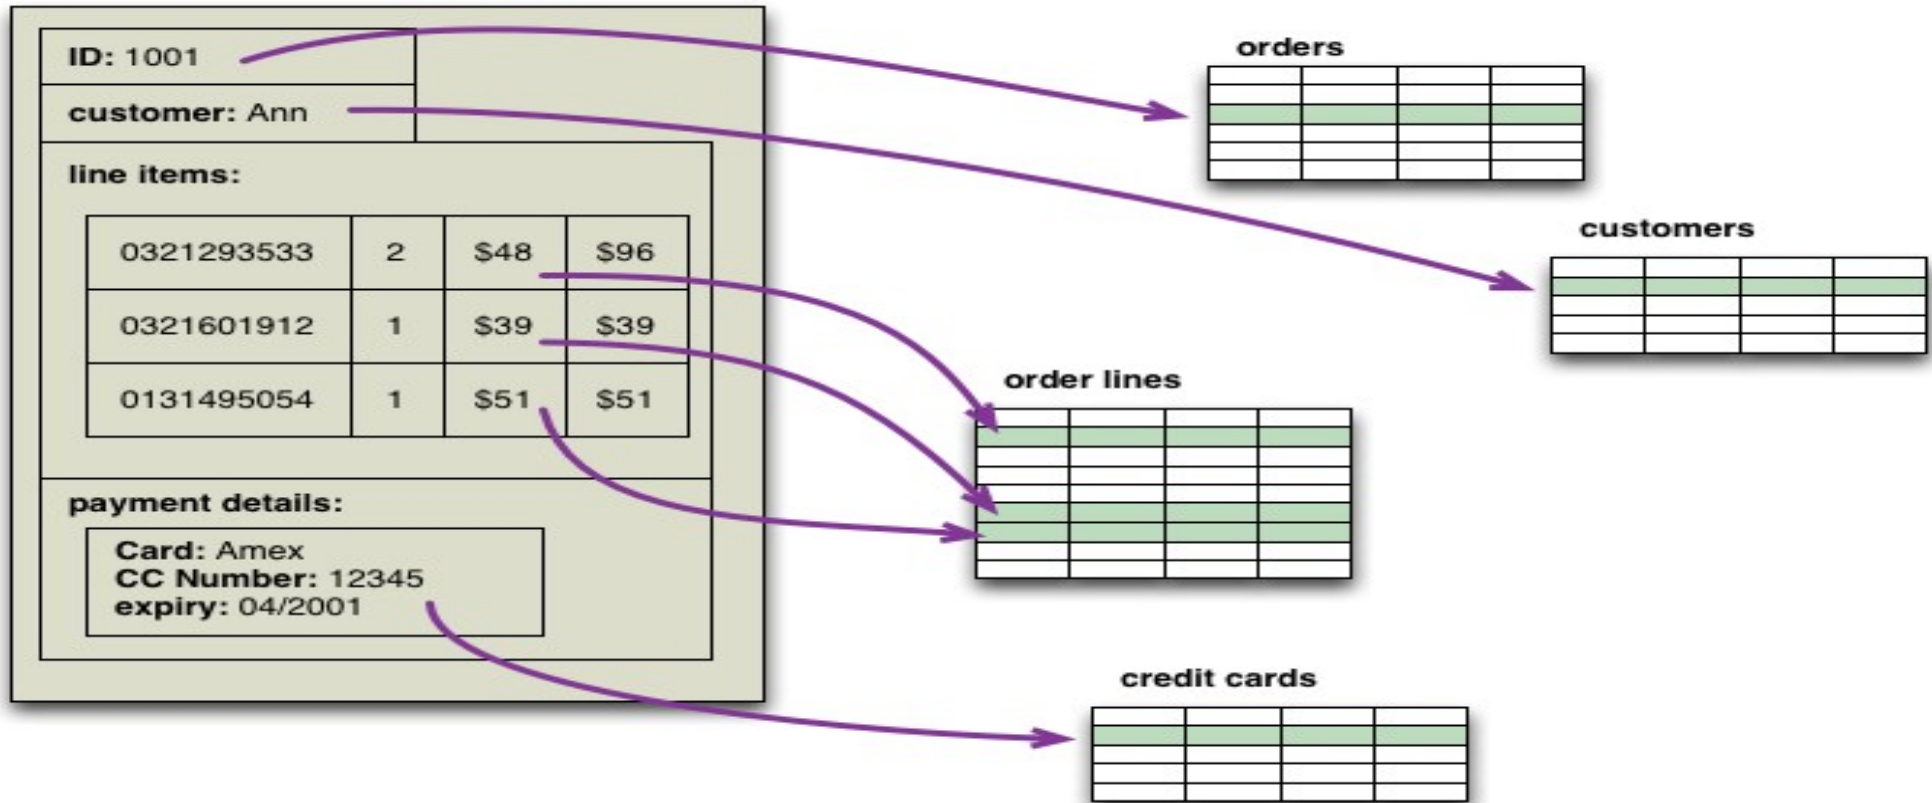 ID: 1001
customer: Ann
line items:
0321293533 2 $48 $96
0321601912 1 $39 $39
0131495054 1 $51 $51
payment details:
Card: Amex
CC Number: 12345
expiry: 04/2001
orders
customers
order lines
credit cards